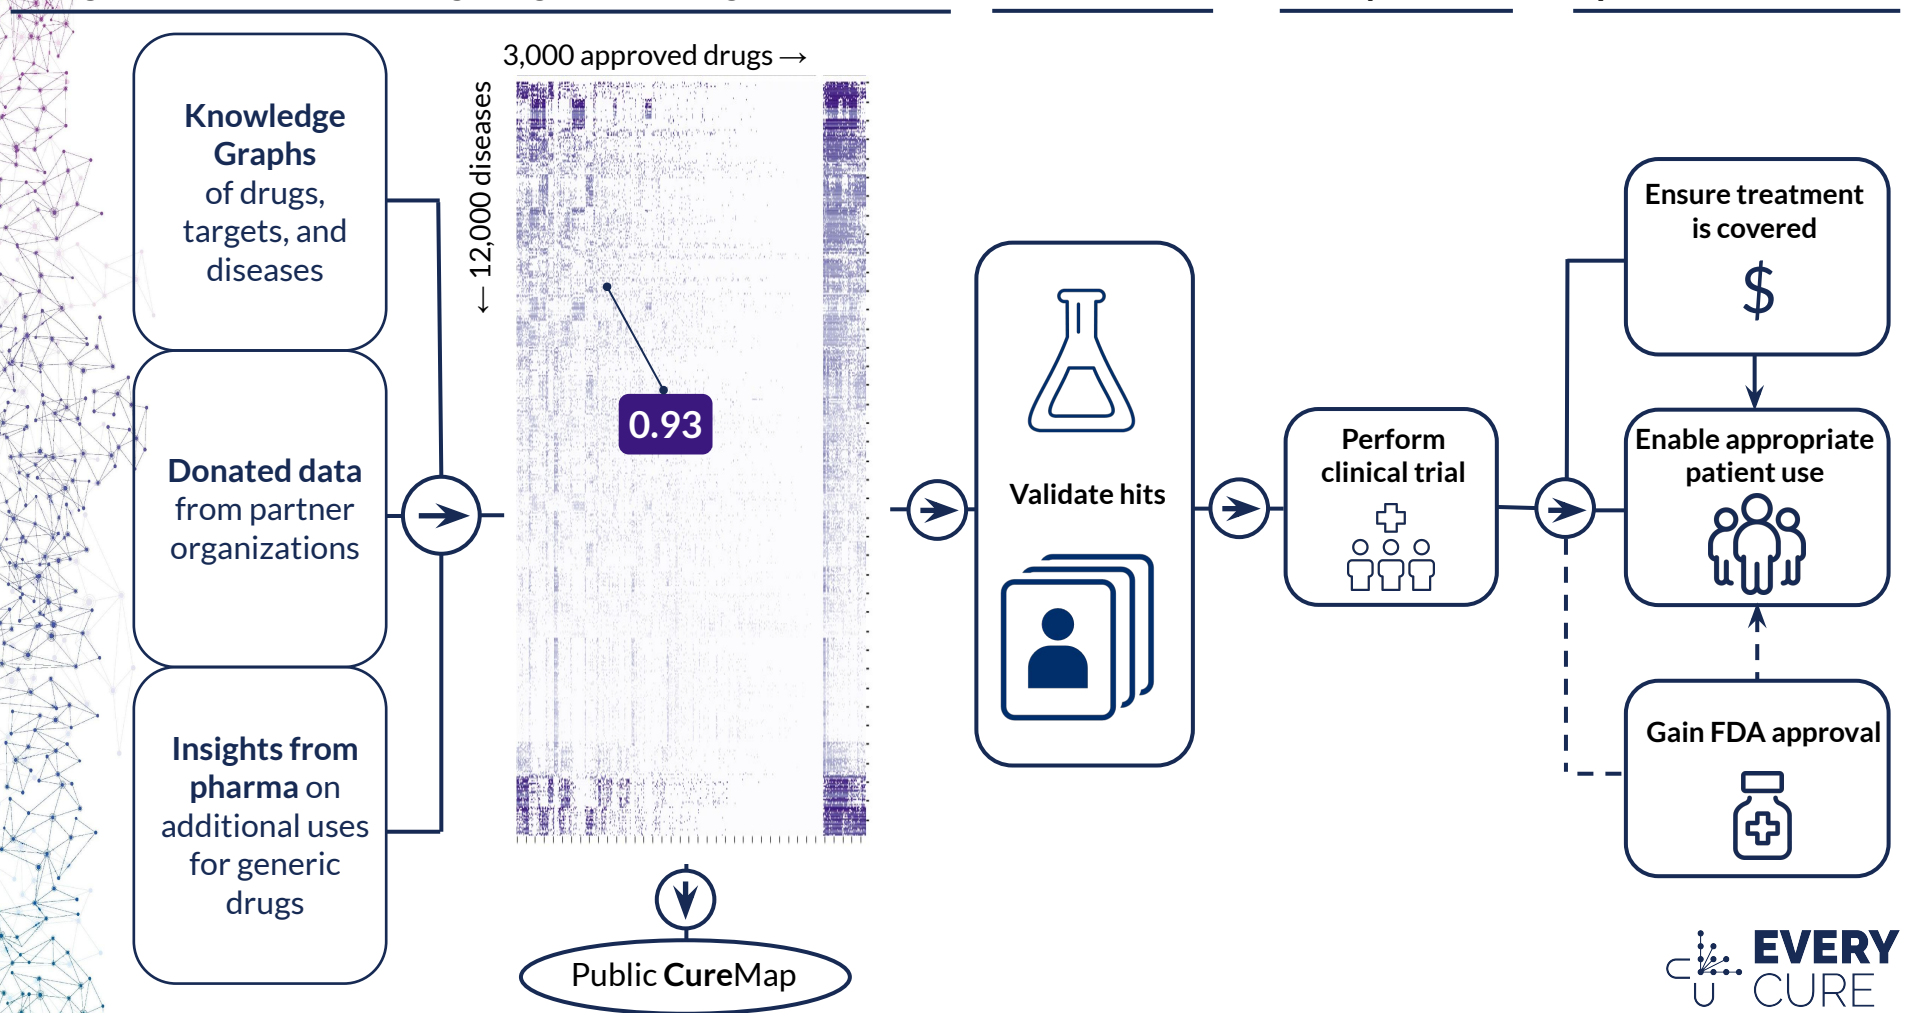 Knowledge
Graphs
of drugs,
targets, and
diseases
Donated data
from partner
organizations
Insights from
pharma on
additional uses
for generic
drugs
3,000 approved drugs →
← 12,000 diseases
0.93
Public CureMap
Validate hits
Perform
clinical trial
Ensure treatment
is covered
$
Enable appropriate
patient use
Gain FDA approval
EVERY
CURE